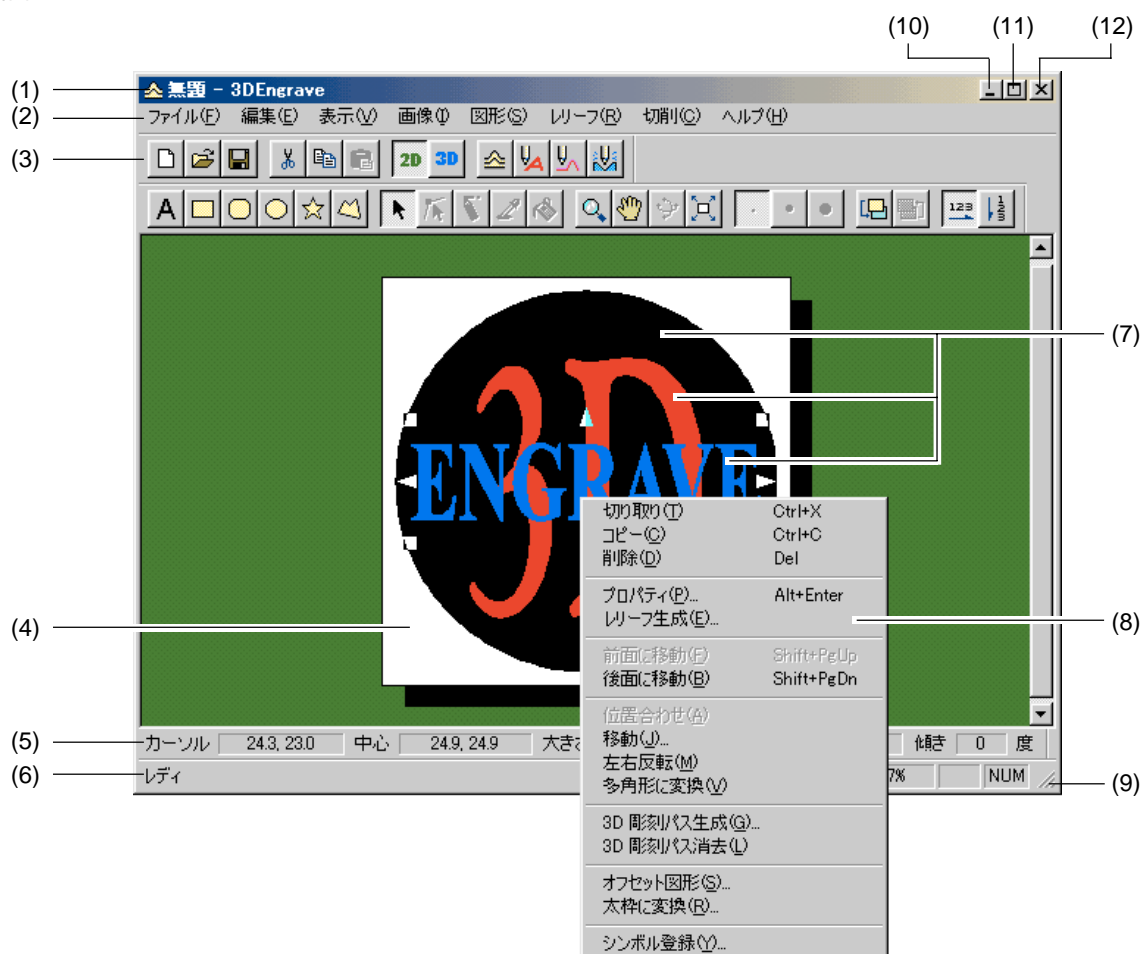 (10) (11) (12)
(1) 無題 - 3DEngrave
(2) ファイル(F) 編集(E) 表示(V) 画像(I) 図形(S) レリーフ(R) 切削(C) ヘルプ(H)
(3) 2D 3D
A 123 123
(7)
3D
ENGRAVE
切り取り(T) Ctrl+X
コピー(C) Ctrl+C
削除(D) Del
プロパティ(P)... Alt+Enter
(4) レリーフ生成(E)... (8)
前面に移動(F) Shift+PgUp
後面に移動(B) Shift+PgDn
位置合わせ(A)
(5) カーソル 24.3, 23.0 中心 24.9, 24.9 大きさ 傾き 0 度
移動(J)...
左右反転(M)
(6) レディ 7% NUM (9)
多角形に変換(V)
3D 彫刻パス生成(G)...
3D 彫刻パス消去(L)
オフセット図形(S)...
太枠に変換(R)...
シンボル登録(Y)...